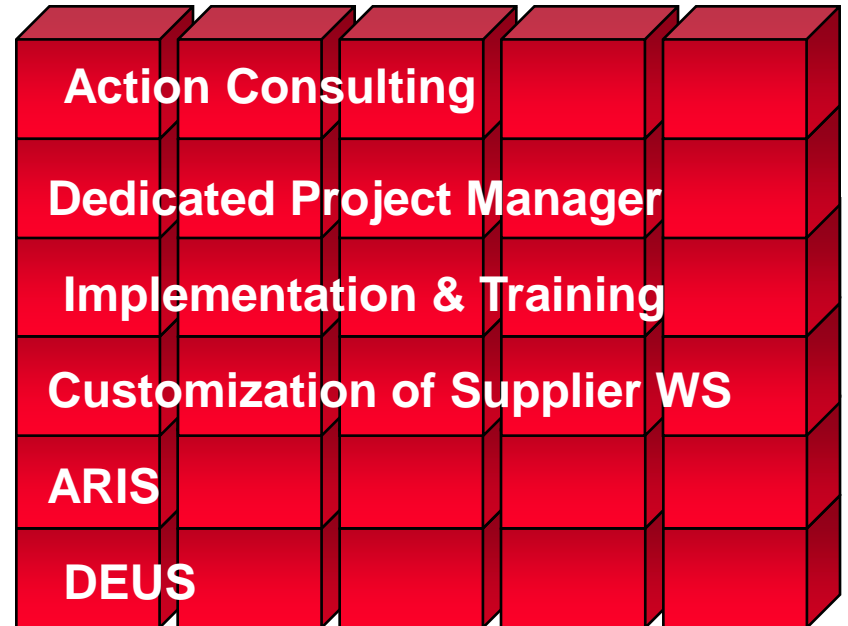 Action Consulting
Dedicated Project Manager
Implementation & Training
Customization of Supplier WS
ARIS
DEUS